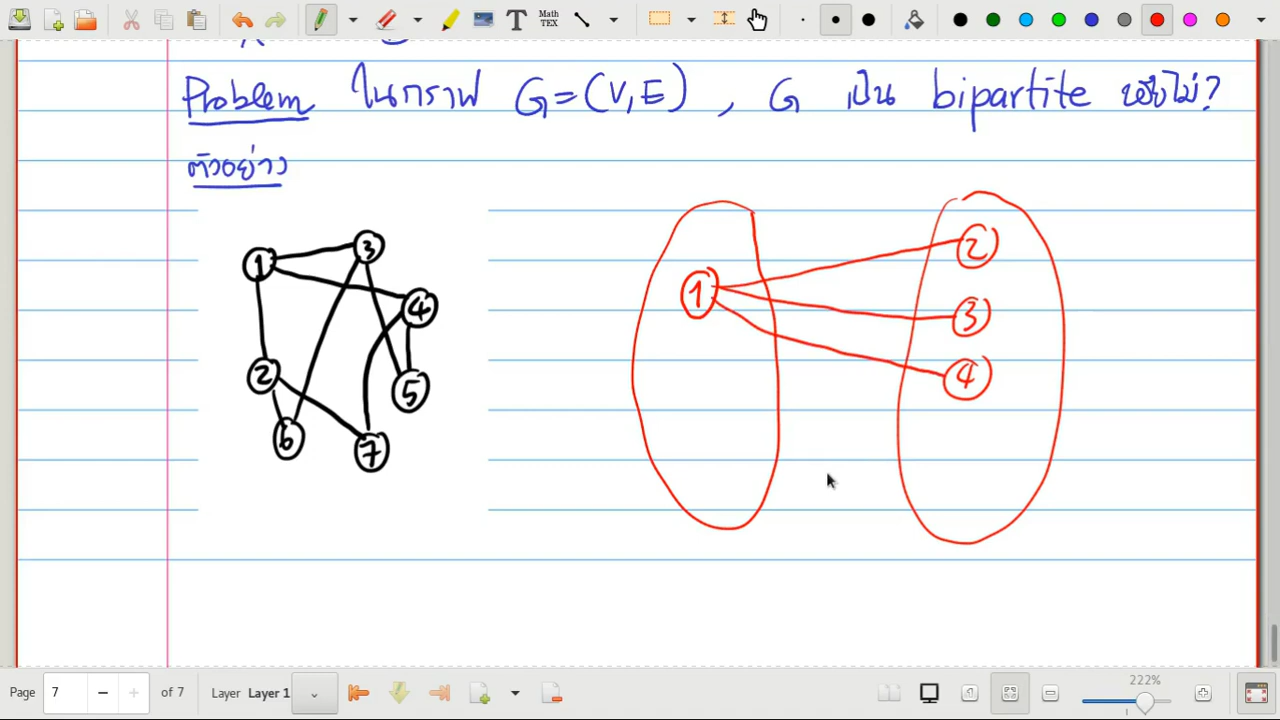 Math
TEX
Problem ในกราฟ G=(V,E), G เป็น bipartite หรือไม่?
ตัวอย่าง
1 3 4 2 5 6 7
1 2 3 4
Page 7 of 7 Layer Layer 1 222%